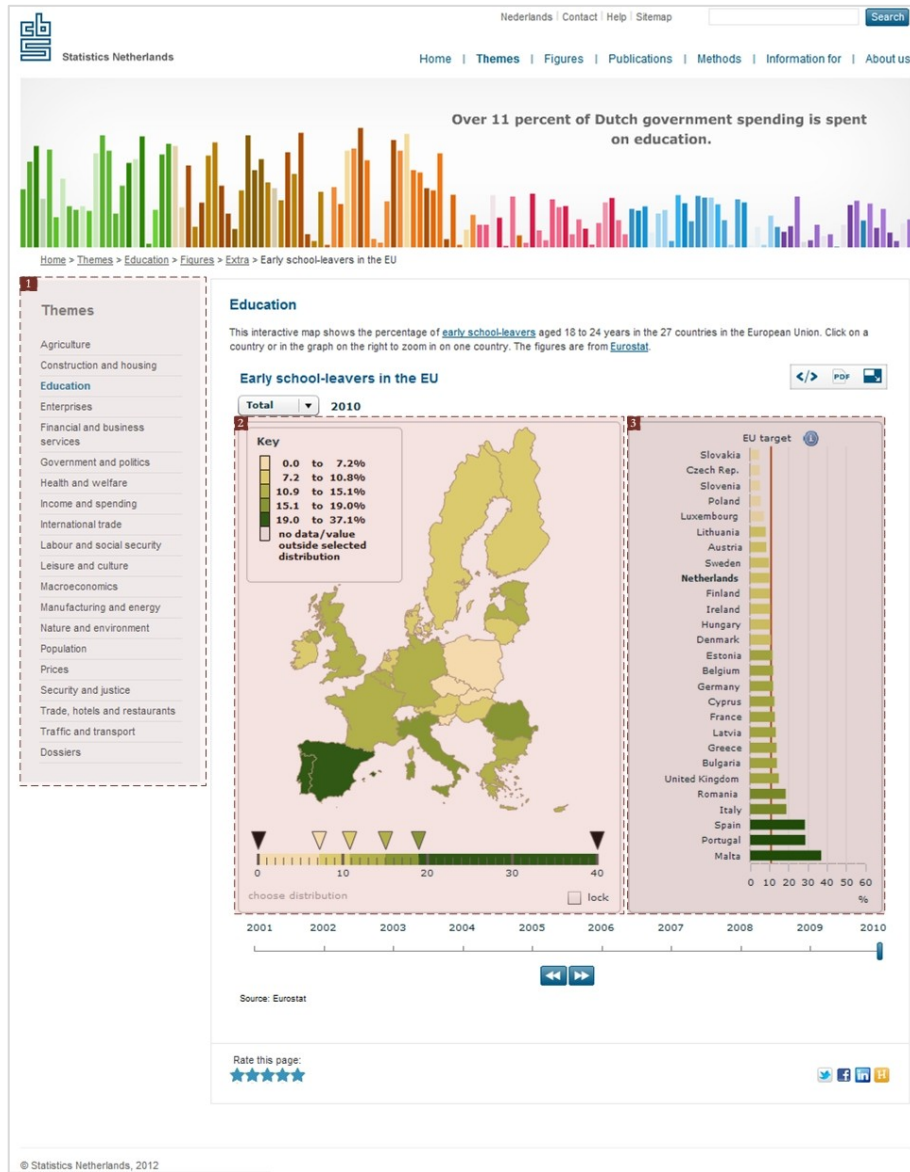 Nederlands | Contact | Help | Sitemap
Search
cbs
Statistics Netherlands
Home | Themes | Figures | Publications | Methods | Information for | About us
Over 11 percent of Dutch government spending is spent
on education.
Home > Themes > Education > Figures > Extra > Early school-leavers in the EU
1
Themes
Agriculture
Construction and housing
Education
Enterprises
Financial and business
services
Government and politics
Health and welfare
Income and spending
International trade
Labour and social security
Leisure and culture
Macroeconomics
Manufacturing and energy
Nature and environment
Population
Prices
Security and justice
Trade, hotels and restaurants
Traffic and transport
Dossiers
Education
This interactive map shows the percentage of early school-leavers aged 18 to 24 years in the 27 countries in the European Union. Click on a
country or in the graph on the right to zoom in on one country. The figures are from Eurostat.
Early school-leavers in the EU
</> PDF
Total 2010
2
Key
0.0 to 7.2%
7.2 to 10.8%
10.9 to 15.1%
15.1 to 19.0%
19.0 to 37.1%
no data/value
outside selected
distribution
0 10 20 30 40
choose distribution
lock
3
EU target i
Slovakia
Czech Rep.
Slovenia
Poland
Luxembourg
Lithuania
Austria
Sweden
Netherlands
Finland
Ireland
Hungary
Denmark
Estonia
Belgium
Germany
Cyprus
France
Latvia
Greece
Bulgaria
United Kingdom
Romania
Italy
Spain
Portugal
Malta
0 10 20 30 40 50 60
%
2001 2002 2003 2004 2005 2006 2007 2008 2009 2010
Source: Eurostat
Rate this page:
f in H
© Statistics Netherlands, 2012